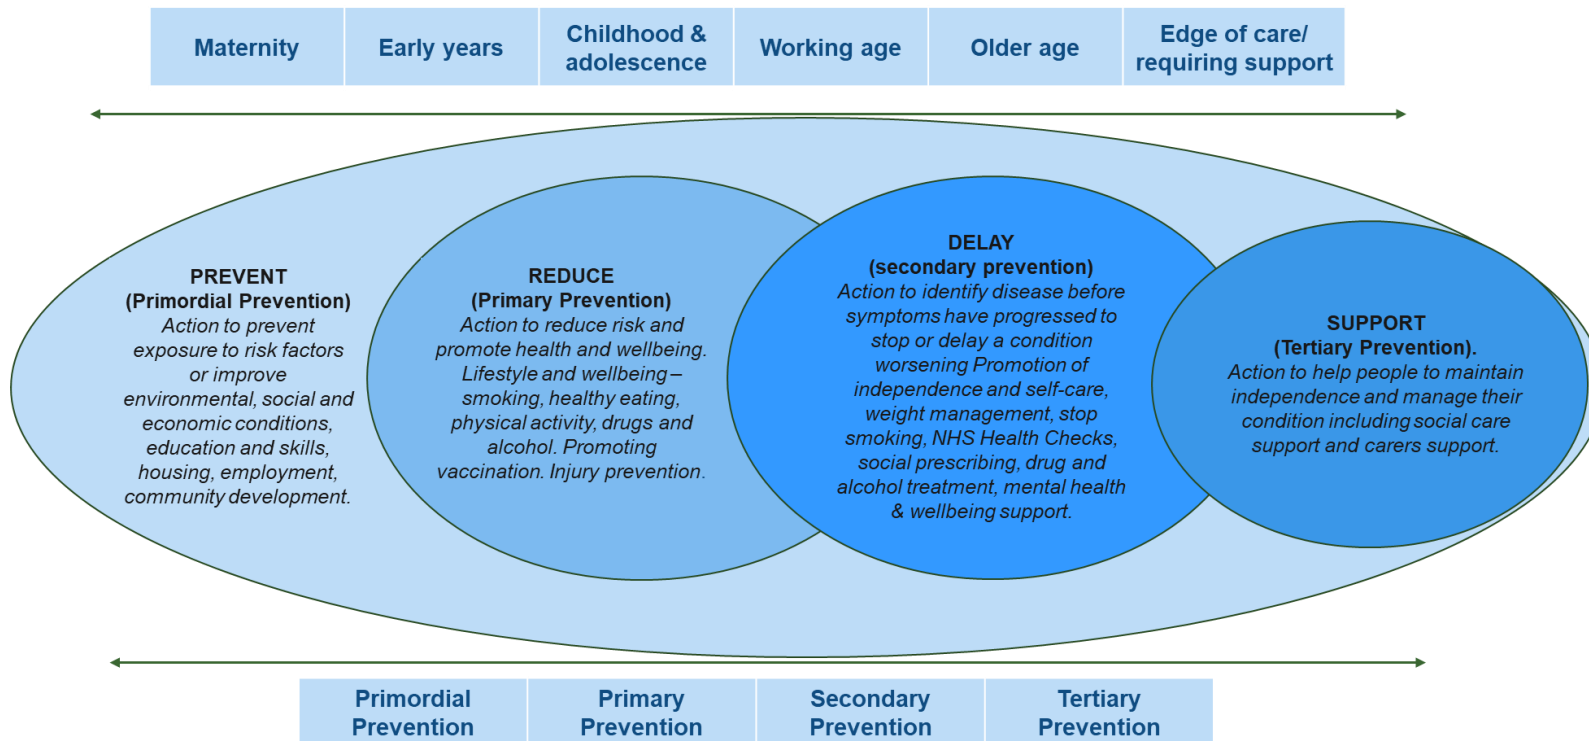 Maternity
Early years
Childhood &
adolescence
Working age
Older age
Edge of care/
requiring support
PREVENT
(Primordial Prevention)
Action to prevent
exposure to risk factors
or improve
environmental, social and
economic conditions,
education and skills,
housing, employment,
community development.
REDUCE
(Primary Prevention)
Action to reduce risk and
promote health and wellbeing.
Lifestyle and wellbeing –
smoking, healthy eating,
physical activity, drugs and
alcohol. Promoting
vaccination. Injury prevention.
DELAY
(secondary prevention)
Action to identify disease before
symptoms have progressed to
stop or delay a condition
worsening Promotion of
independence and self-care,
weight management, stop
smoking, NHS Health Checks,
social prescribing, drug and
alcohol treatment, mental health
& wellbeing support.
SUPPORT
(Tertiary Prevention).
Action to help people to maintain
independence and manage their
condition including social care
support and carers support.
Primordial
Prevention
Primary
Prevention
Secondary
Prevention
Tertiary
Prevention